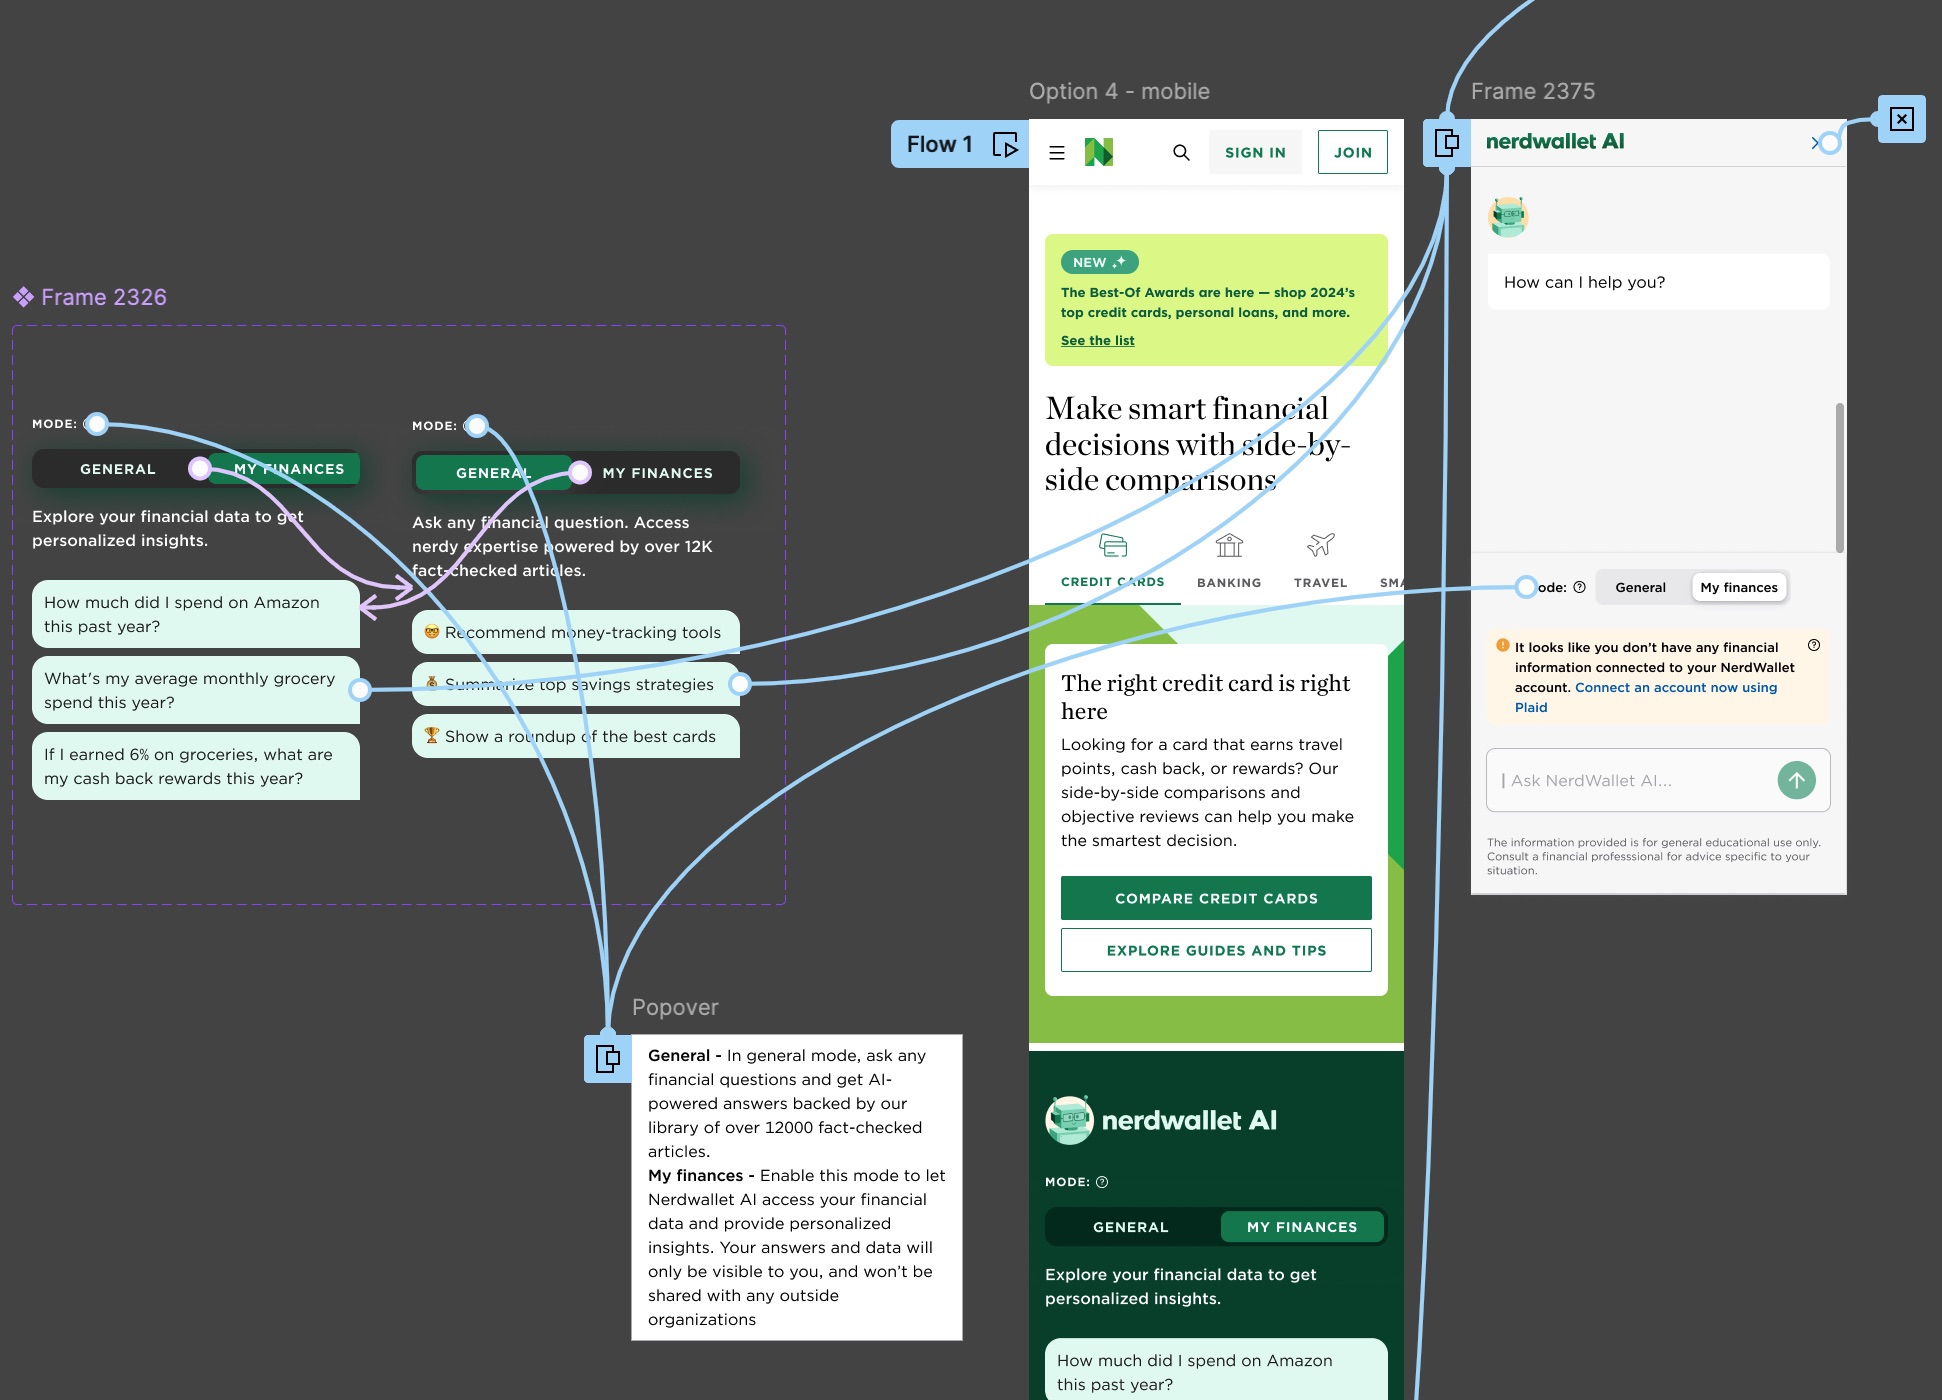 Option 4 - mobile
Frame 2375
Flow 1
SIGN IN
JOIN
nerdwallet AI
How can I help you?
NEW
The Best-Of Awards are here — shop 2024’s
top credit cards, personal loans, and more.
See the list
Make smart financial
decisions with side-by-
side comparisons
CREDIT CARDS
BANKING
TRAVEL
SMA
The right credit card is right
here
Looking for a card that earns travel
points, cash back, or rewards? Our
side-by-side comparisons and
objective reviews can help you make
the smartest decision.
COMPARE CREDIT CARDS
EXPLORE GUIDES AND TIPS
nerdwallet AI
MODE:
GENERAL
MY FINANCES
Explore your financial data to get
personalized insights.
How much did I spend on Amazon
this past year?
ode:
General
My finances
It looks like you don’t have any financial
information connected to your NerdWallet
account. Connect an account now using
Plaid
Ask NerdWallet AI...
The information provided is for general educational use only.
Consult a financial professsional for advice specific to your
situation.
Frame 2326
MODE:
GENERAL
MY FINANCES
Explore your financial data to get
personalized insights.
How much did I spend on Amazon
this past year?
What's my average monthly grocery
spend this year?
If I earned 6% on groceries, what are
my cash back rewards this year?
MODE:
GENERAL
MY FINANCES
Ask any financial question. Access
nerdy expertise powered by over 12K
fact-checked articles.
🤓 Recommend money-tracking tools
💰 Summarize top savings strategies
🏆 Show a roundup of the best cards
Popover
General - In general mode, ask any
financial questions and get AI-
powered answers backed by our
library of over 12000 fact-checked
articles.
My finances - Enable this mode to let
Nerdwallet AI access your financial
data and provide personalized
insights. Your answers and data will
only be visible to you, and won’t be
shared with any outside
organizations